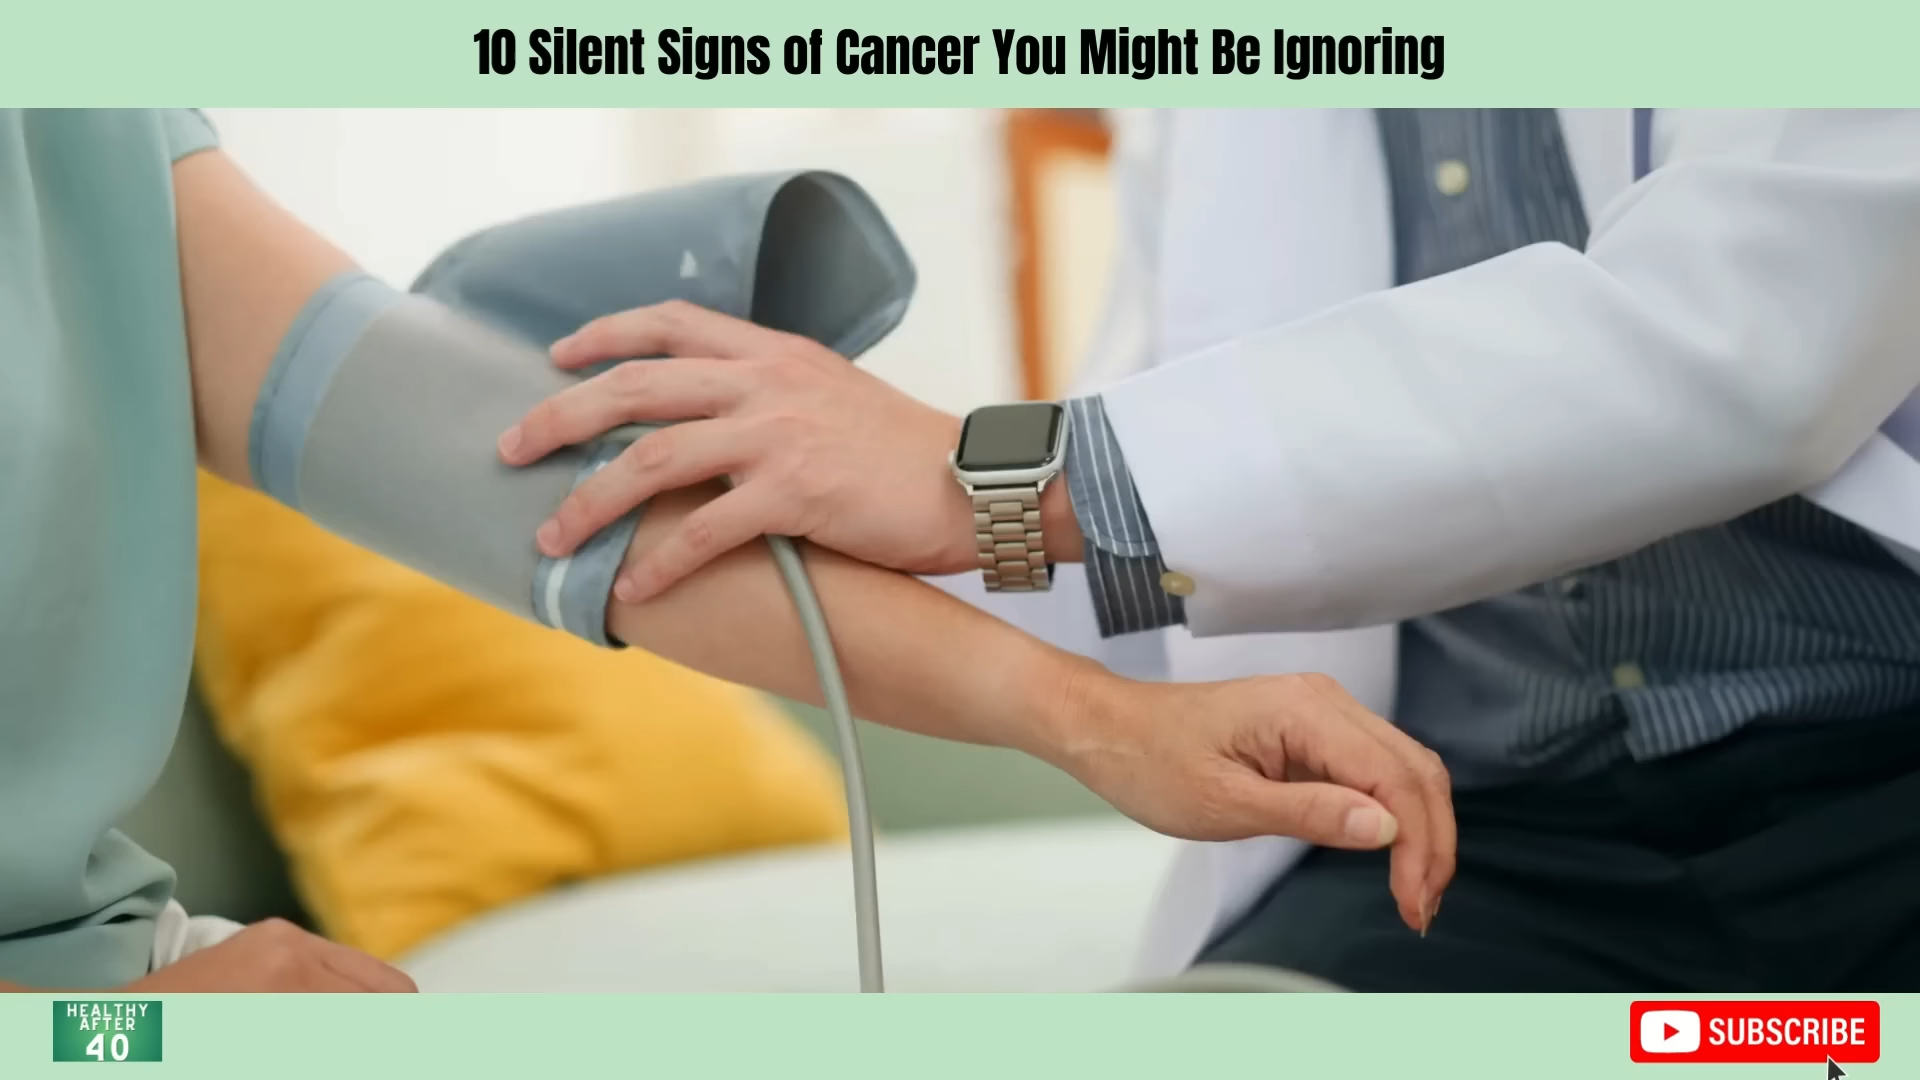 10 Silent Signs of Cancer You Might Be Ignoring
HEALTHY
AFTER
40
SUBSCRIBE